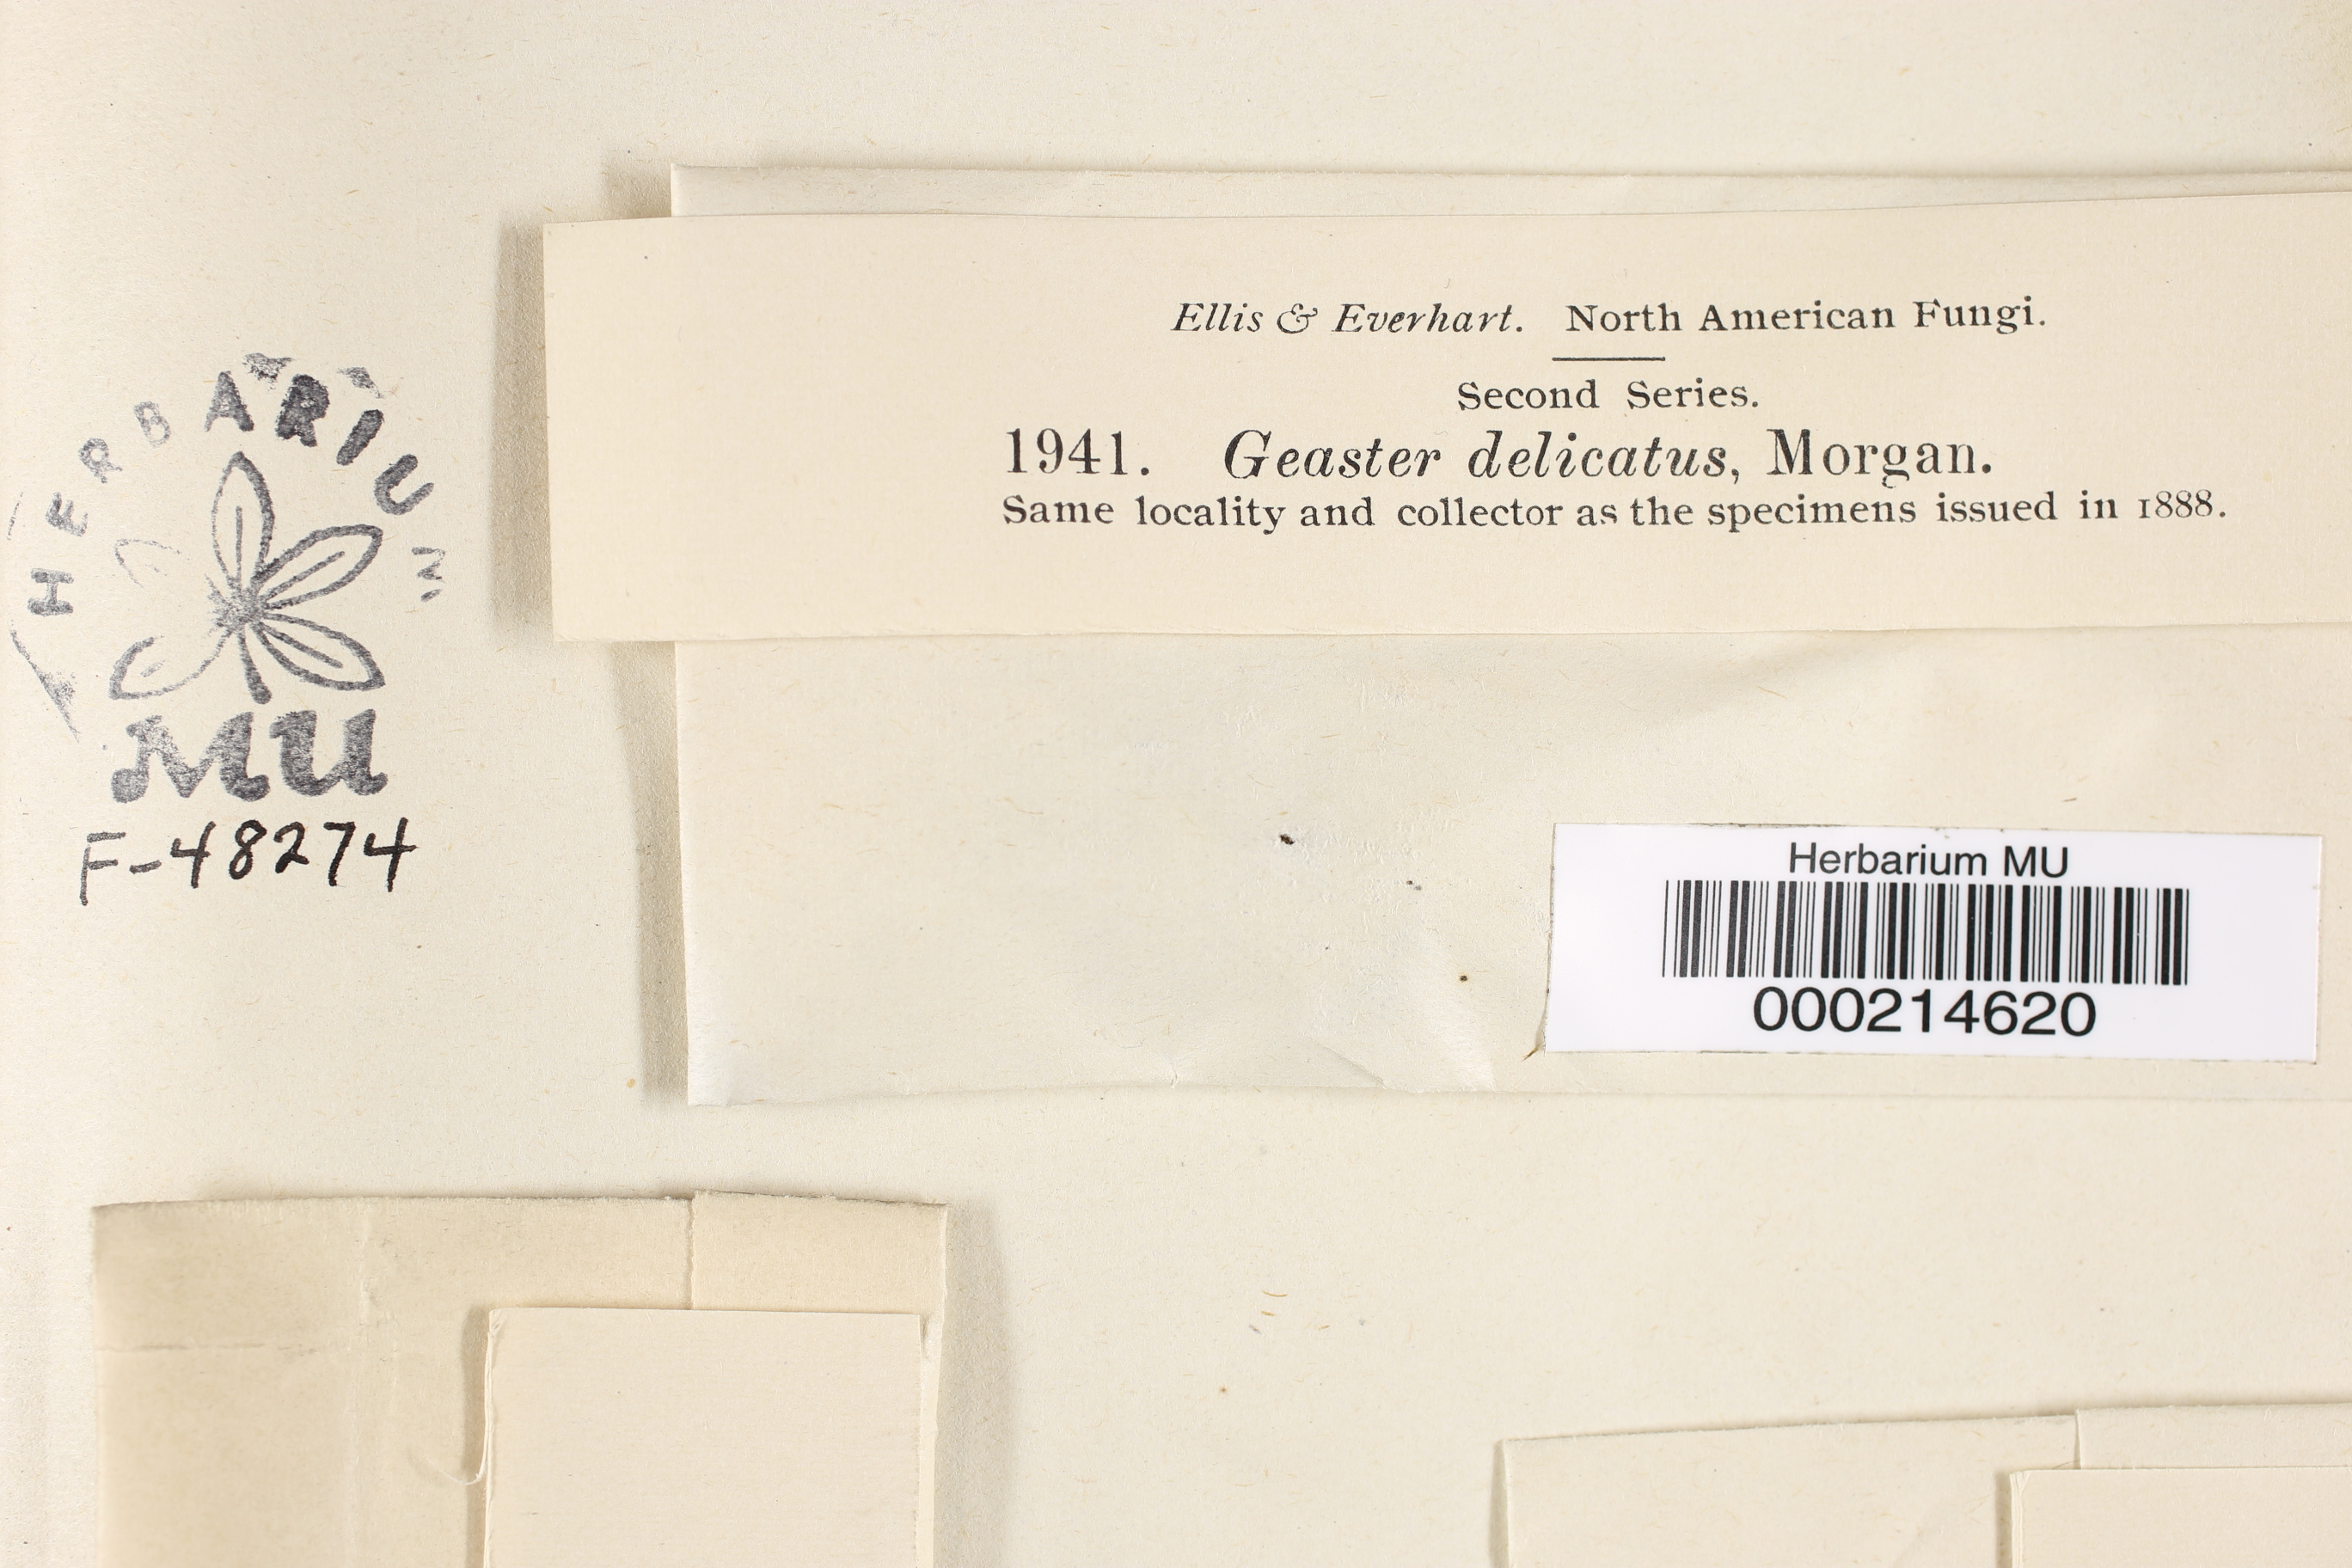 Ellis & Everhart. North American Fungi.
Second Series.
1941. Geaster delicatus, Morgan.
Same locality and collector as the specimens issued in 1888.
HERBARIUM
MU
F-48274
Herbarium MU
000214620